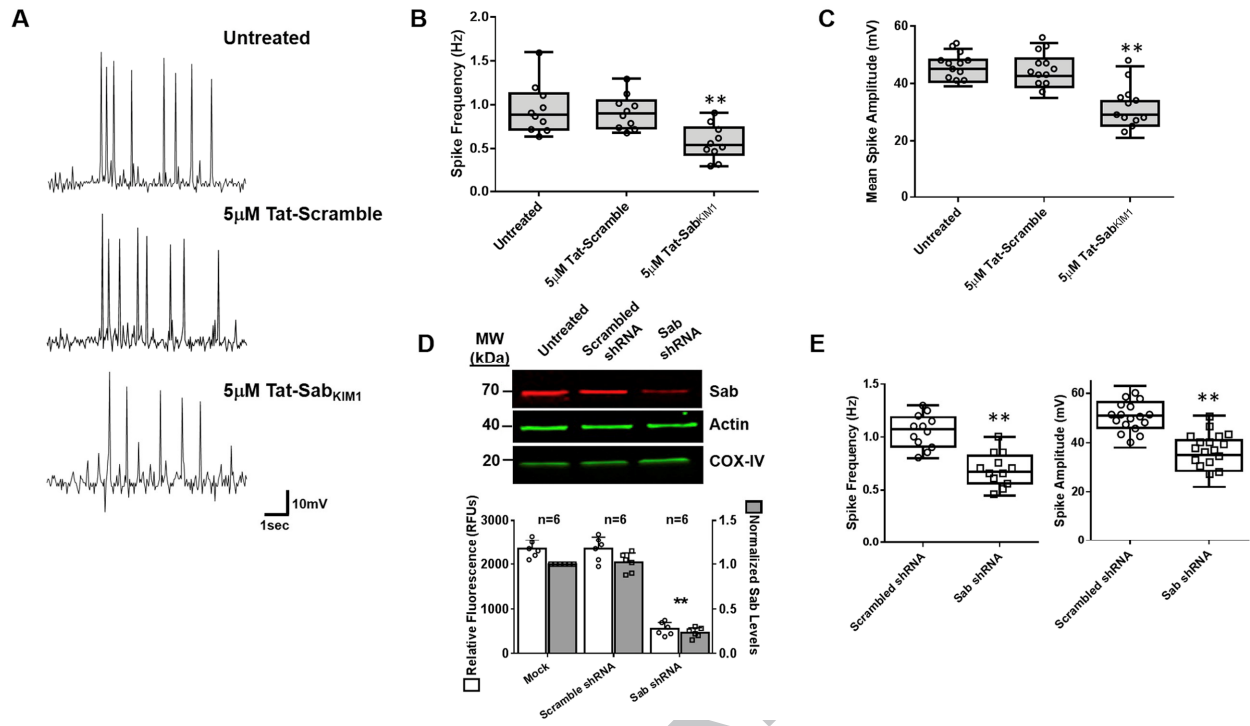 A
Untreated
5μM Tat-Scramble
5μM Tat-SabKIM1
10mV
1sec
B
Spike Frequency (Hz)
2.0
1.5
1.0
0.5
0.0
**
Untreated
5μM Tat-Scramble
5μM Tat-SabKIM1
C
Mean Spike Amplitude (mV)
60
40
20
0
**
Untreated
5μM Tat-Scramble
5μM Tat-SabKIM1
D
MW
(kDa)
Untreated
Scrambled
shRNA
Sab
shRNA
70
Sab
40
Actin
20
COX-IV
Relative Fluorescence (RFUs)
3000
2000
1000
0
n=6
n=6
n=6
**
1.5
1.0
0.5
0.0
Normalized Sab
Levels
Mock
Scramble shRNA
Sab shRNA
E
Spike Frequency (Hz)
1.5
1.0
0.5
0.0
**
Scrambled shRNA
Sab shRNA
Spike Amplitude (mV)
60
40
20
0
**
Scrambled shRNA
Sab shRNA